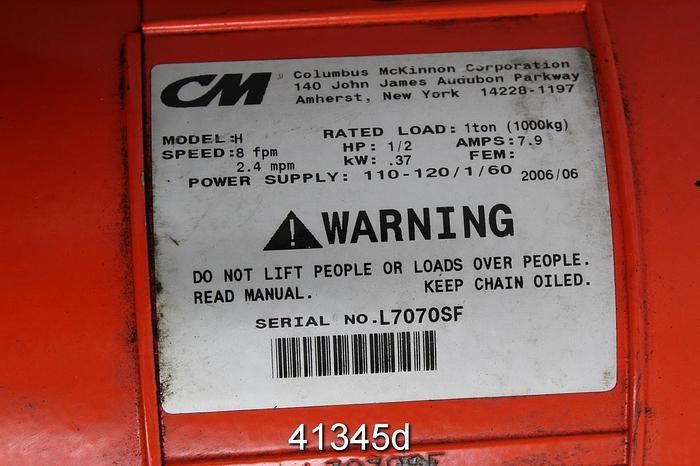 CM Columbus McKinnon Corporation
140 John James Audubon Parkway
Amherst, New York 14228-1197
MODEL:H RATED LOAD: 1ton (1000kg)
SPEED:8 fpm HP: 1/2 AMPS:7.9
2.4 mpm kW: .37 FEM:
POWER SUPPLY: 110-120/1/60 2006/06
WARNING
DO NOT LIFT PEOPLE OR LOADS OVER PEOPLE.
READ MANUAL. KEEP CHAIN OILED.
SERIAL NO.L7070SF
41345d